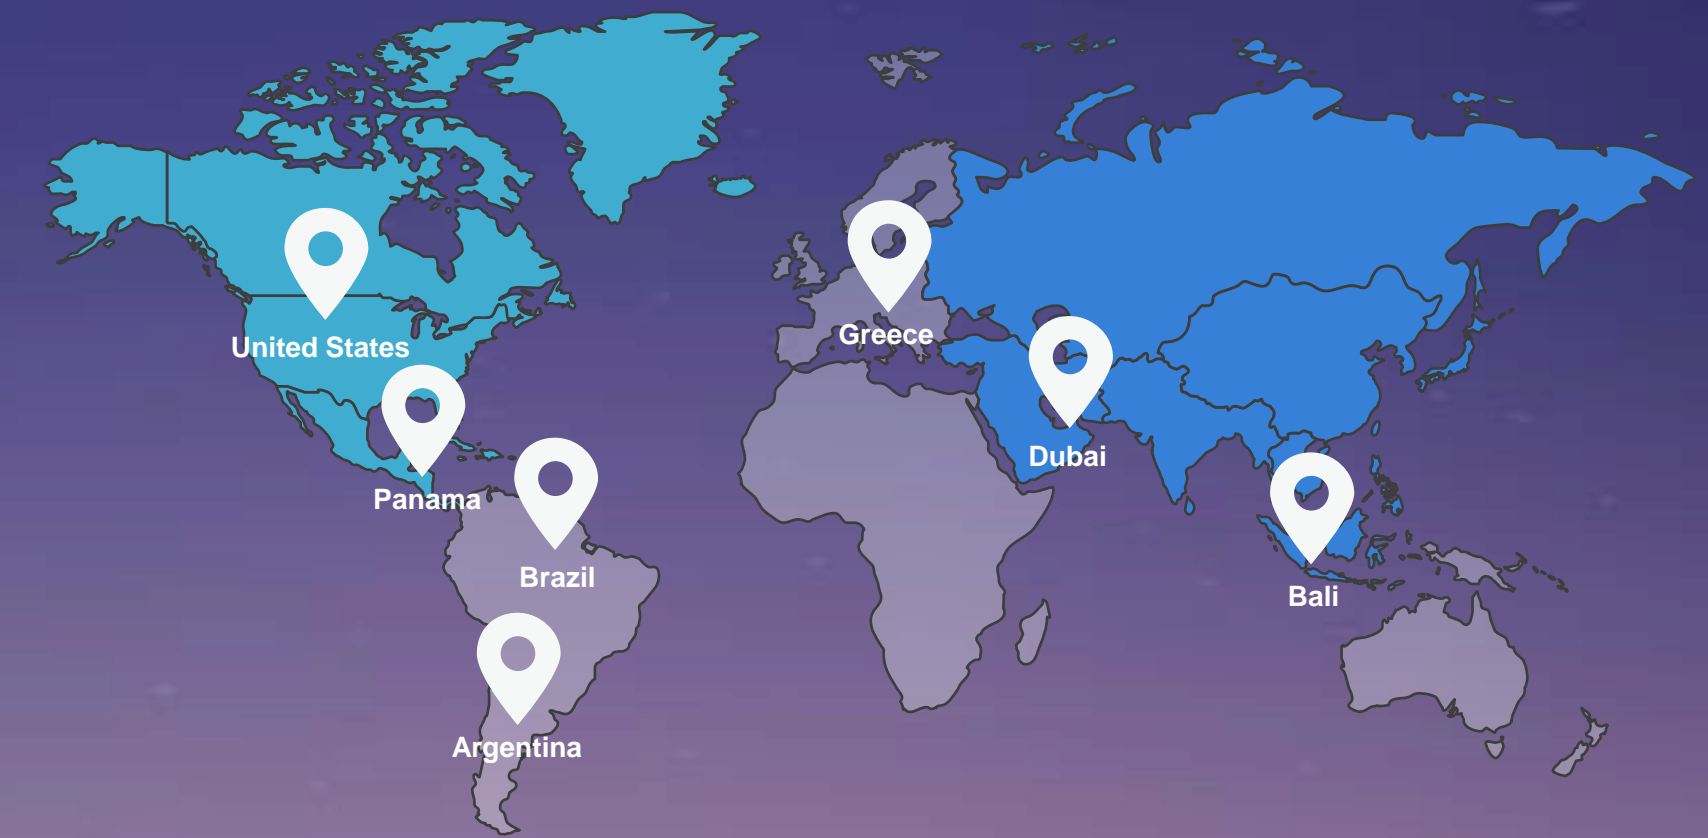 United States
Greece
Dubai
Panama
Brazil
Bali
Argentina